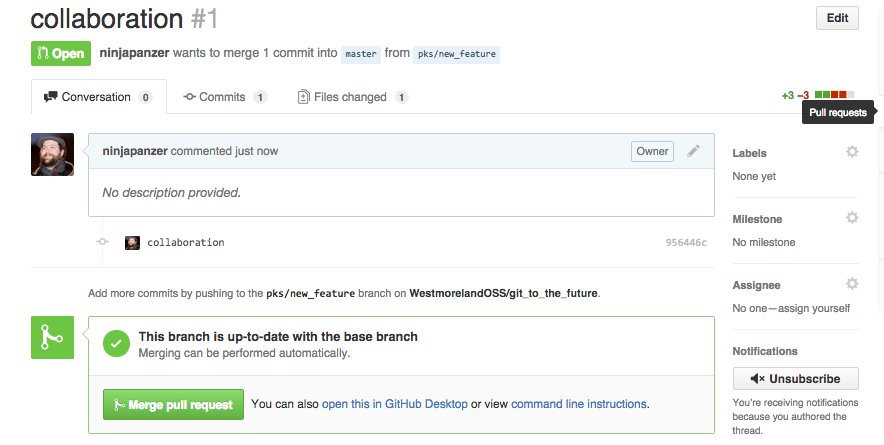 collaboration #1
Edit
Open
ninjapanzer wants to merge 1 commit into master from pks/new_feature
Conversation 0
Commits 1
Files changed 1
+3 −3
Pull requests
ninjapanzer commented just now
Owner
No description provided.
collaboration
956446c
Add more commits by pushing to the pks/new_feature branch on WestmorelandOSS/git_to_the_future.
This branch is up-to-date with the base branch
Merging can be performed automatically.
Merge pull request
You can also open this in GitHub Desktop or view command line instructions.
Labels
None yet
Milestone
No milestone
Assignee
No one—assign yourself
Notifications
Unsubscribe
You're receiving notifications
because you authored the
thread.